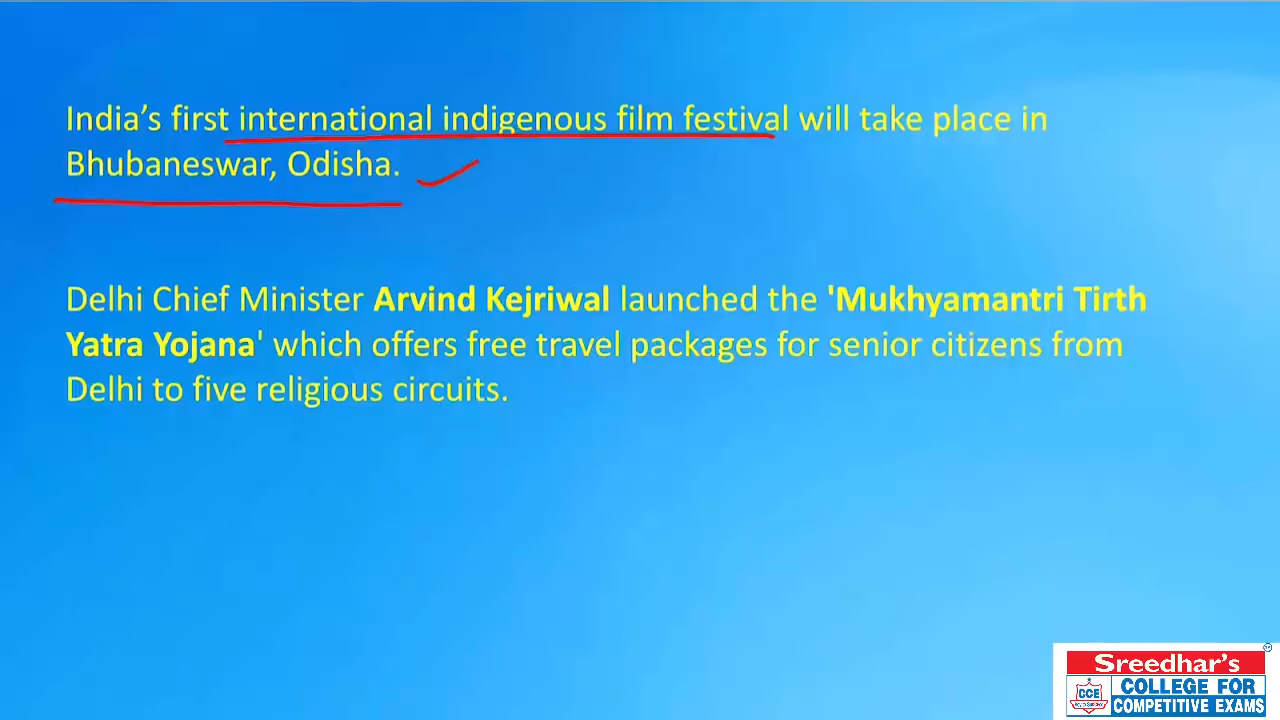 India’s first international indigenous film festival will take place in
Bhubaneswar, Odisha.
Delhi Chief Minister Arvind Kejriwal launched the 'Mukhyamantri Tirth
Yatra Yojana' which offers free travel packages for senior citizens from
Delhi to five religious circuits.
Sreedhar's
CCE
COLLEGE FOR
COMPETITIVE EXAMS